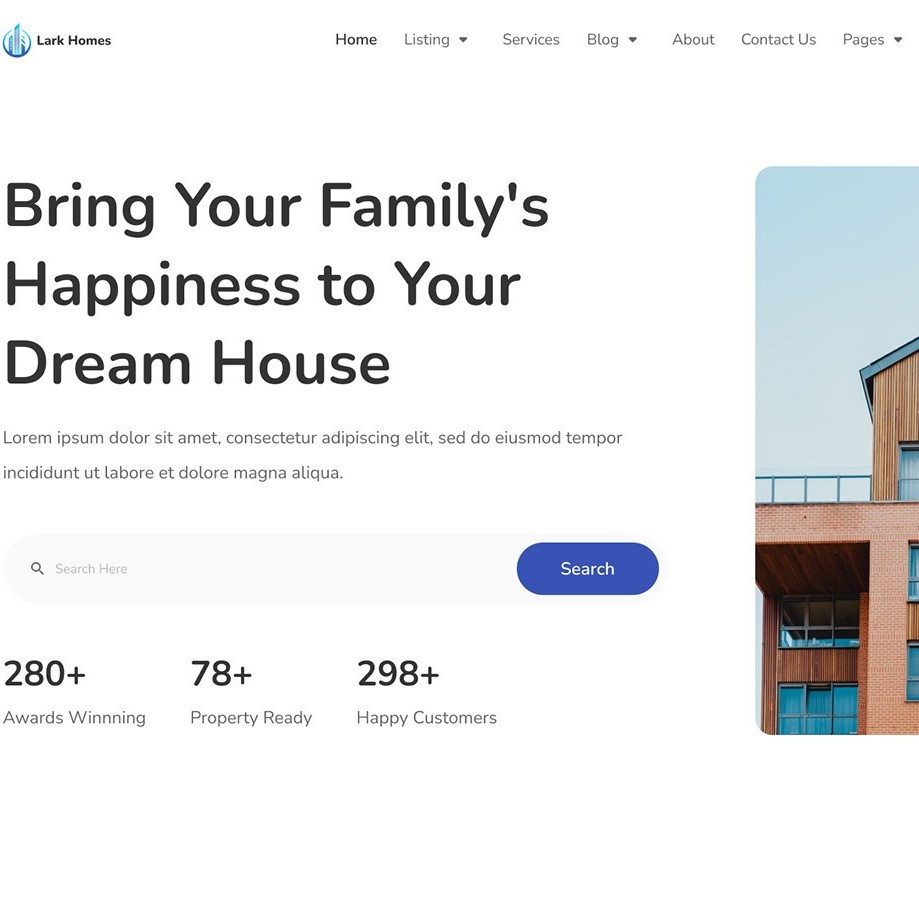 Lark Homes
Home Listing Services Blog About Contact Us Pages
Bring Your Family's
Happiness to Your
Dream House
Lorem ipsum dolor sit amet, consectetur adipiscing elit, sed do eiusmod tempor
incididunt ut labore et dolore magna aliqua.
Search Here
Search
280+ 78+ 298+
Awards Winnning Property Ready Happy Customers